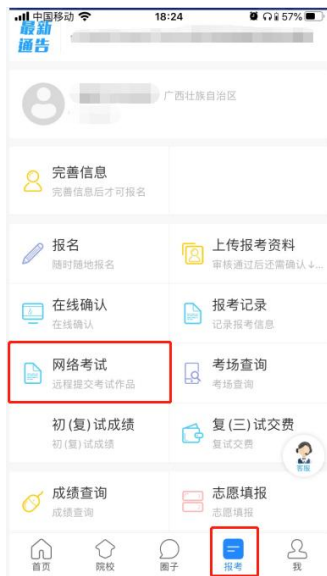 中国移动 18:24 57%
最新
通告
广西壮族自治区
完善信息
完善信息后才可报名
报名 上传报考资料
随时随地报名 审核通过后还需确认↓...
在线确认 报考记录
在线确认 记录报考信息
网络考试 考场查询
远程提交考试作品 考场查询
初(复)试成绩 复(三)试交费
初(复)试成绩 复试交费
客服
成绩查询 志愿填报
成绩查询 志愿填报
首页 院校 圈子 报考 我